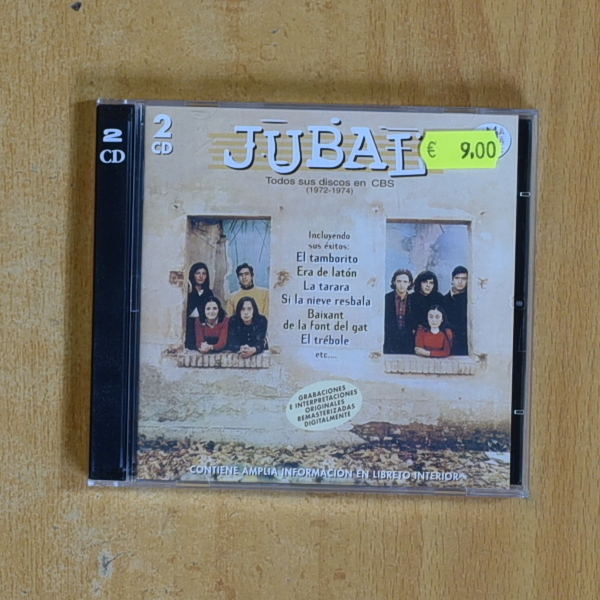 2
CD
2
CD
JUBAL
€ 9,00
Todos sus discos en CBS
(1972-1974)
Incluyendo
sus éxitos:
El tamborito
Era de latón
La tarara
Si la nieve resbala
Baixant
de la font del gat
El trébole
etc....
GRABACIONES
E INTERPRETACIONES
ORIGINALES
REMASTERIZADAS
DIGITALMENTE
CONTIENE AMPLIA INFORMACIÓN EN LIBRETO INTERIOR